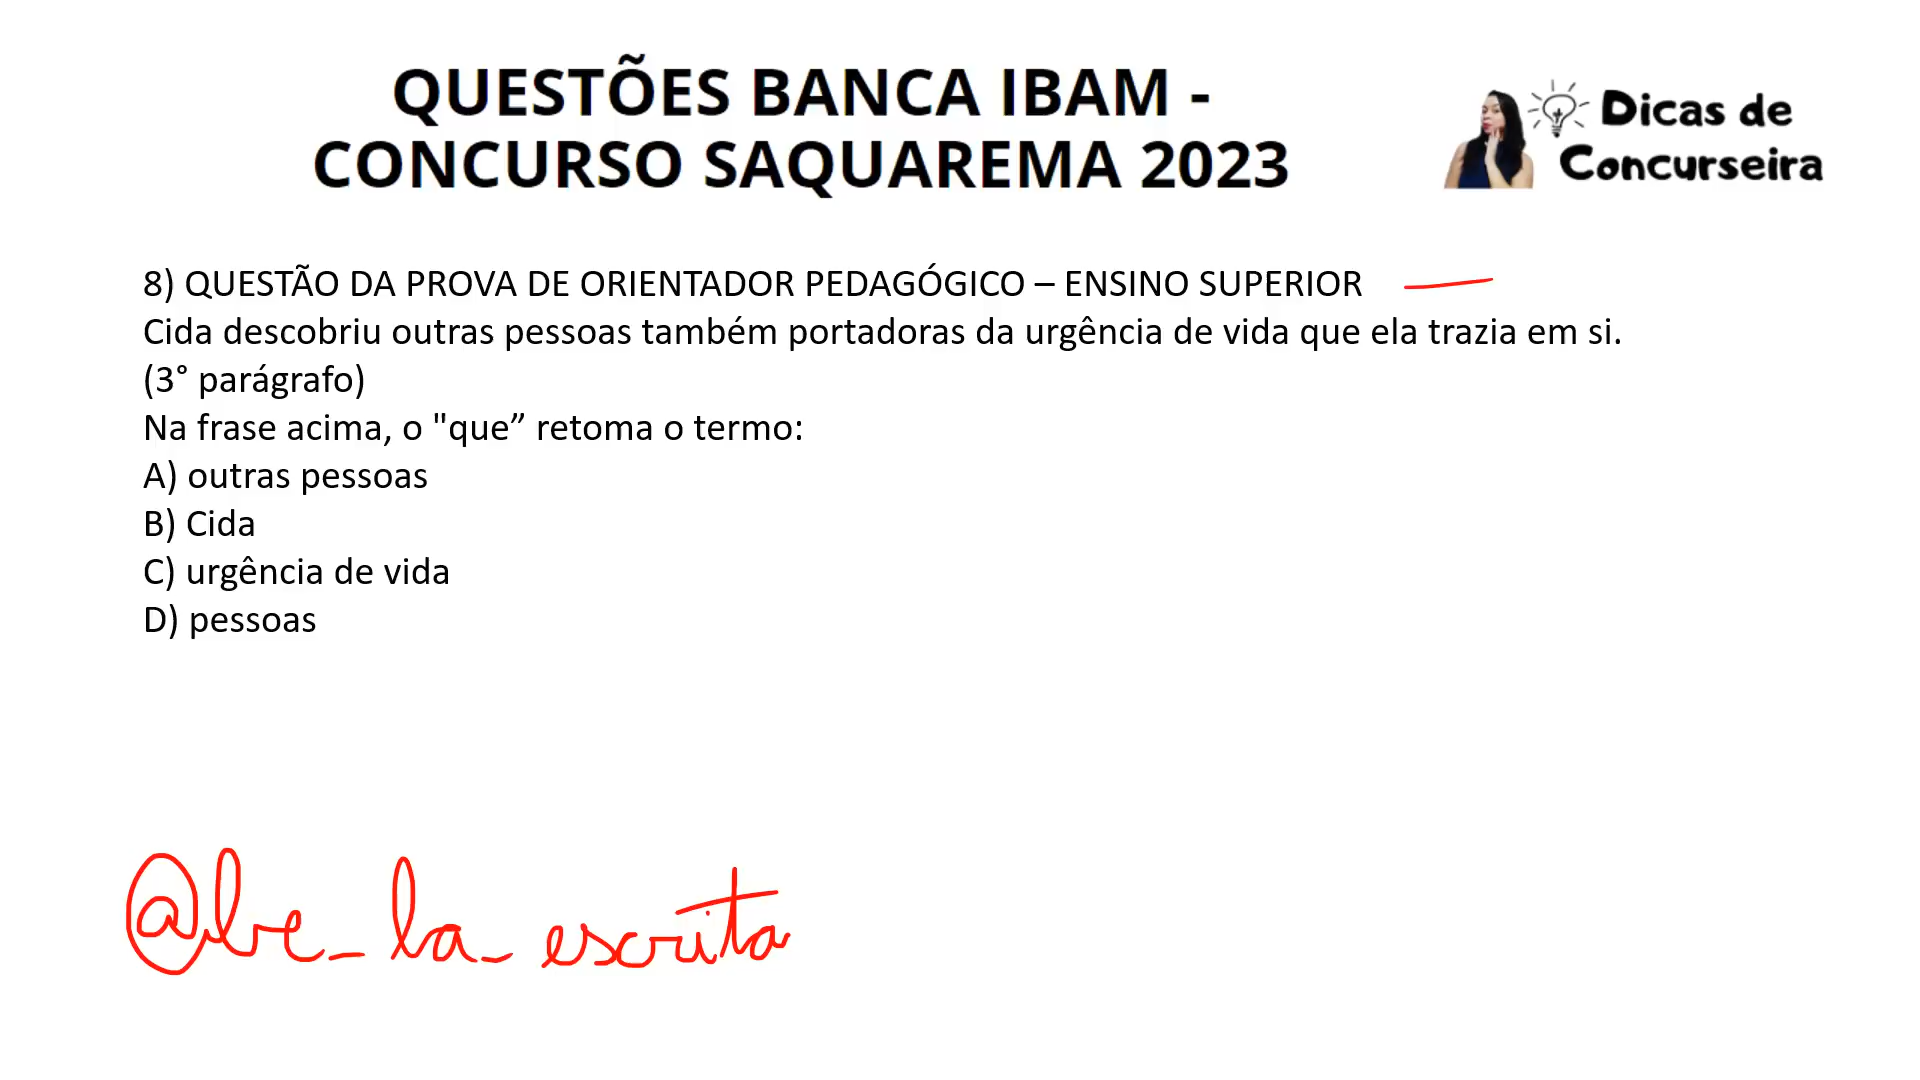 QUESTÕES BANCA IBAM -
CONCURSO SAQUAREMA 2023
Dicas de
Concurseira
8) QUESTÃO DA PROVA DE ORIENTADOR PEDAGÓGICO – ENSINO SUPERIOR
Cida descobriu outras pessoas também portadoras da urgência de vida que ela trazia em si.
(3° parágrafo)
Na frase acima, o "que” retoma o termo:
A) outras pessoas
B) Cida
C) urgência de vida
D) pessoas
@be_la_escrita